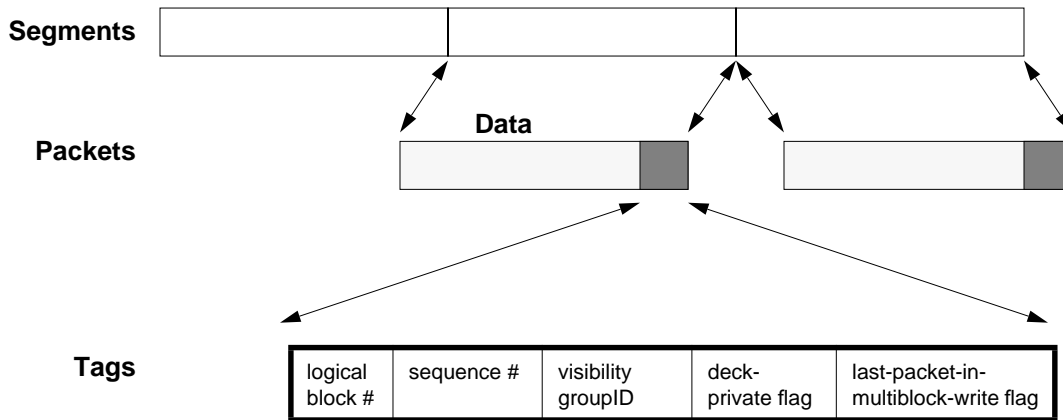 Segments
Data
Packets
Tags
logical
block #
sequence #
visibility
groupID
deck-
private flag
last-packet-in-
multiblock-write flag